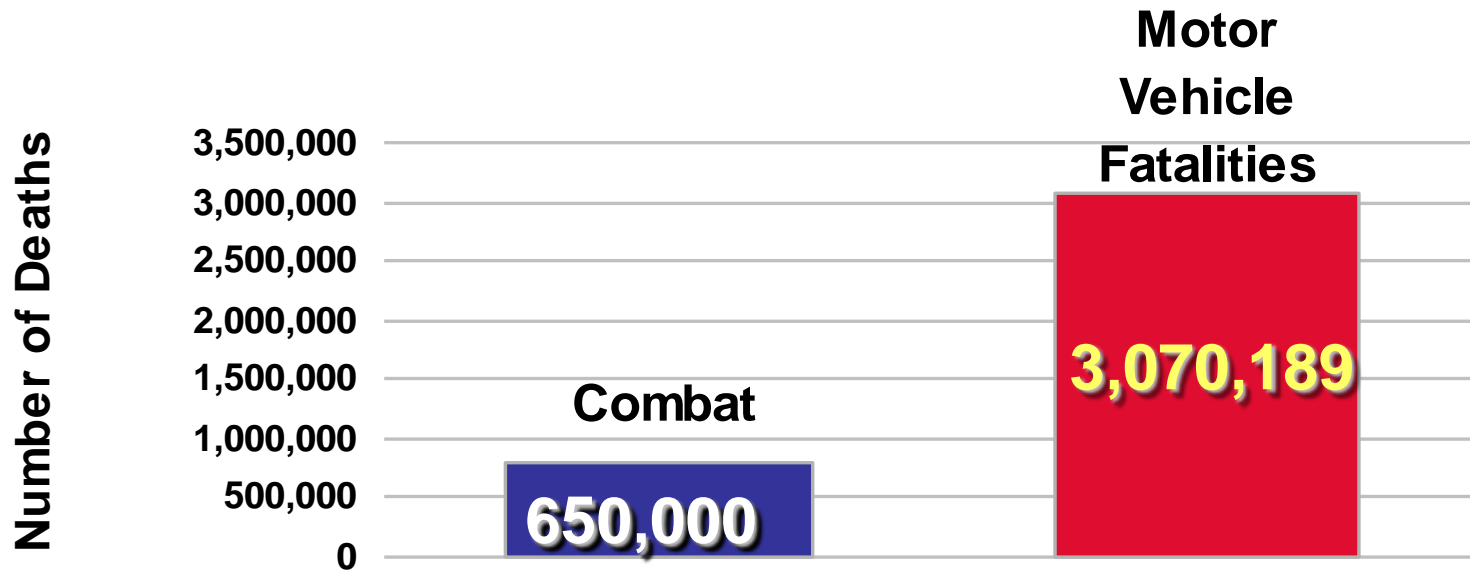 Number of Deaths
3,500,000
3,000,000
2,500,000
2,000,000
1,500,000
1,000,000
500,000
0
Combat
650,000
Motor
Vehicle
Fatalities
3,070,189